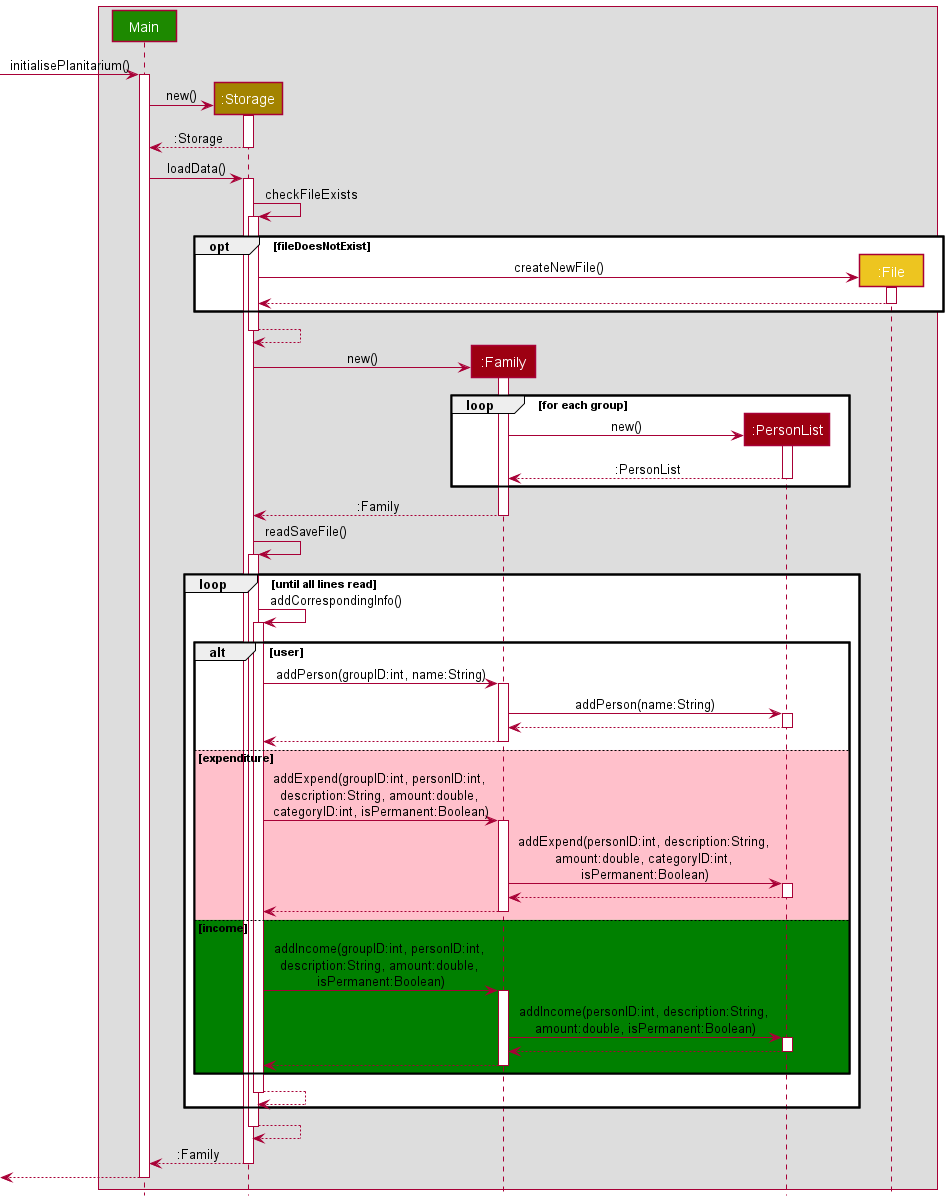 Main
initialisePlanitarium()
new()
:Storage
:Storage
loadData()
checkFileExists
opt [fileDoesNotExist]
createNewFile()
:File
new()
:Family
loop [for each group]
new()
:PersonList
:PersonList
:Family
readSaveFile()
loop [until all lines read]
addCorrespondingInfo()
alt [user]
addPerson(groupID:int, name:String)
addPerson(name:String)
[expenditure]
addExpend(groupID:int, personID:int,
description:String, amount:double,
categoryID:int, isPermanent:Boolean)
addExpend(personID:int, description:String,
amount:double, categoryID:int,
isPermanent:Boolean)
[income]
addIncome(groupID:int, personID:int,
description:String, amount:double,
isPermanent:Boolean)
addIncome(personID:int, description:String,
amount:double, isPermanent:Boolean)
:Family